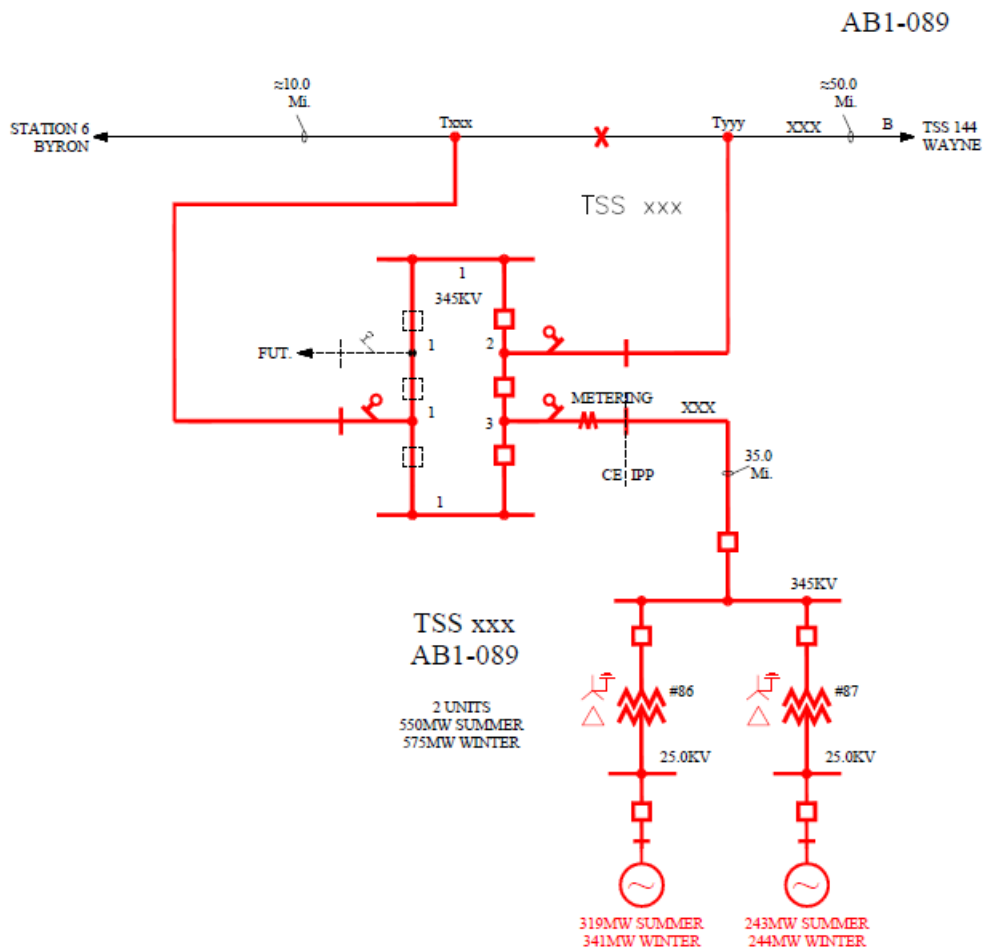 AB1-089
≈10.0
Mi.
≈50.0
Mi.
STATION 6
BYRON
Txxx
Tyyy
XXX
B
TSS 144
WAYNE
TSS xxx
1
345KV
FUT.
2
1
2
1
3
METERING
XXX
CE
IPP
35.0
Mi.
1
345KV
TSS xxx
AB1-089
2 UNITS
550MW SUMMER
575MW WINTER
#86
#87
25.0KV
25.0KV
319MW SUMMER
341MW WINTER
243MW SUMMER
244MW WINTER